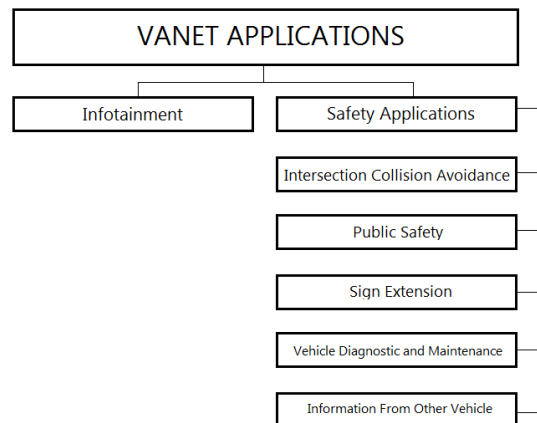 VANET APPLICATIONS
Infotainment
Safety Applications
Intersection Collision Avoidance
Public Safety
Sign Extension
Vehicle Diagnostic and Maintenance
Information From Other Vehicle